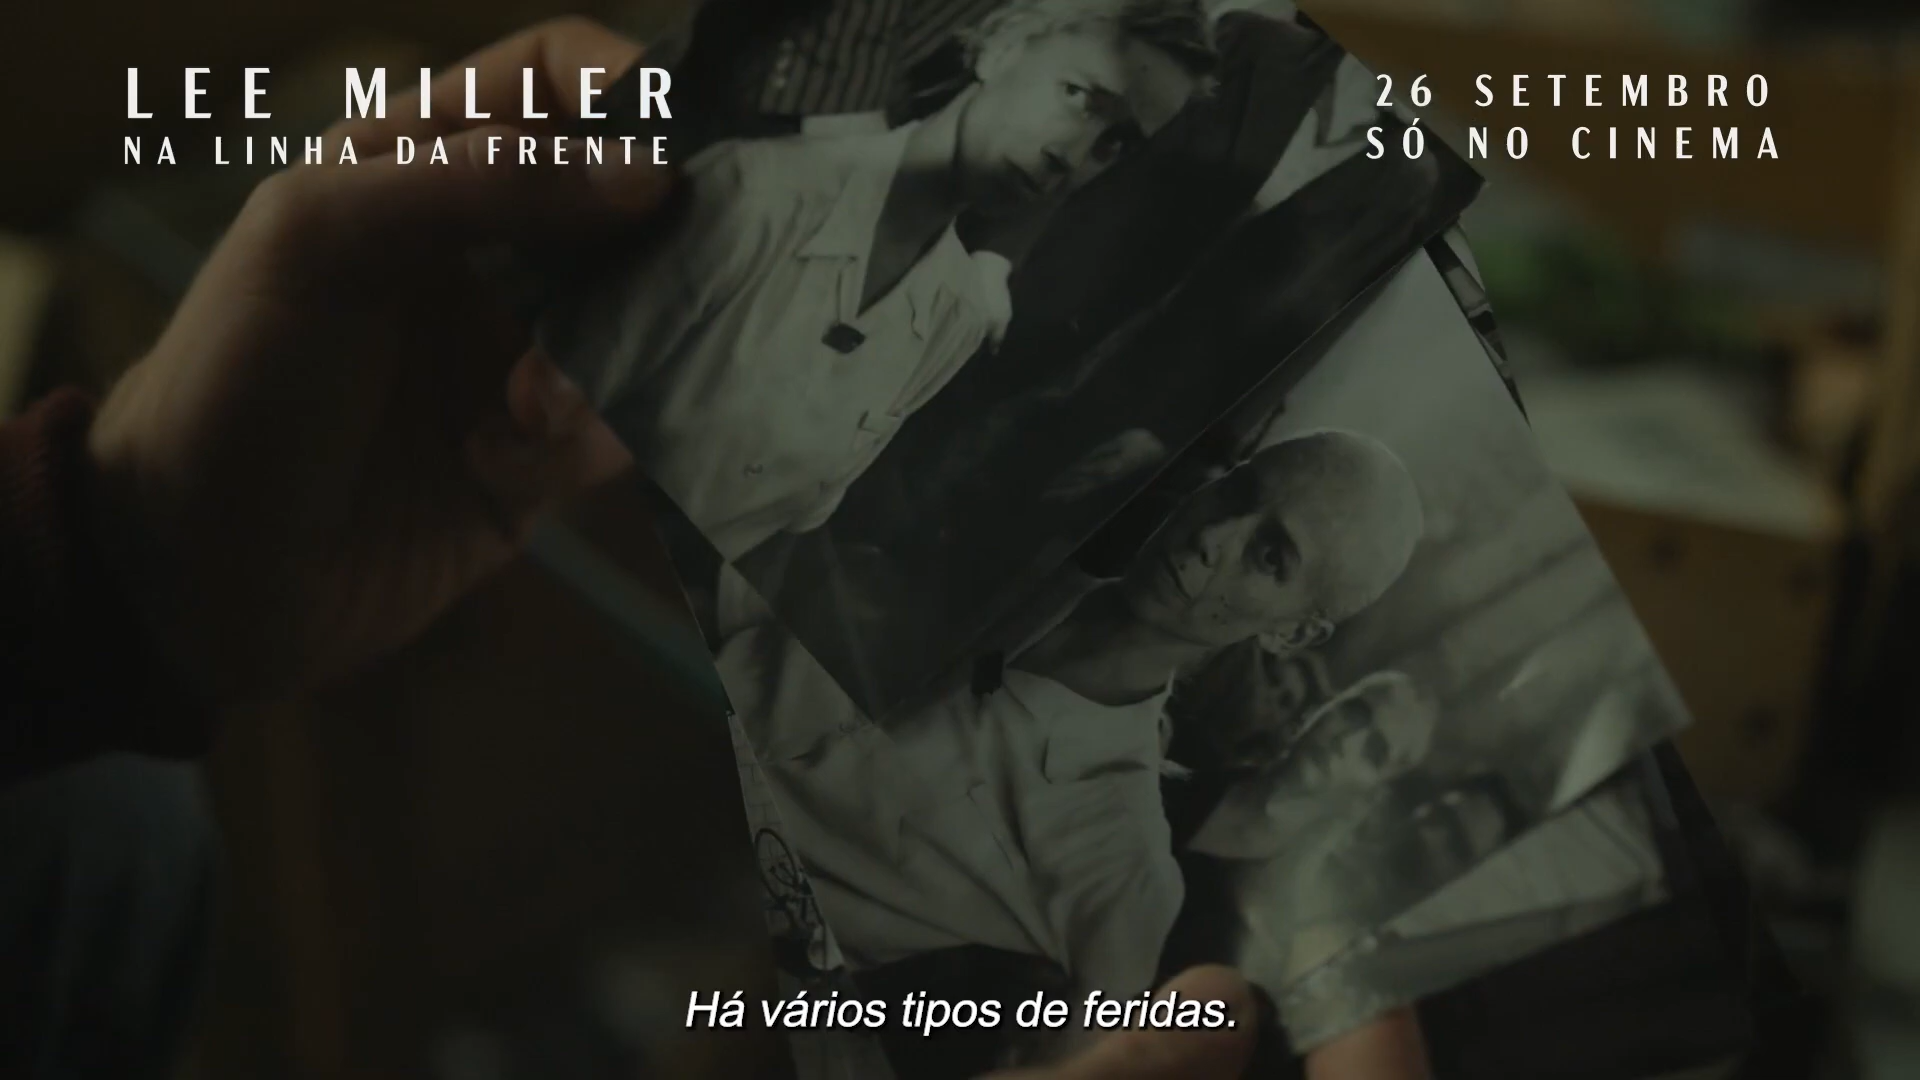 LEE MILLER
NA LINHA DA FRENTE
26 SETEMBRO
SÓ NO CINEMA
Há vários tipos de feridas.